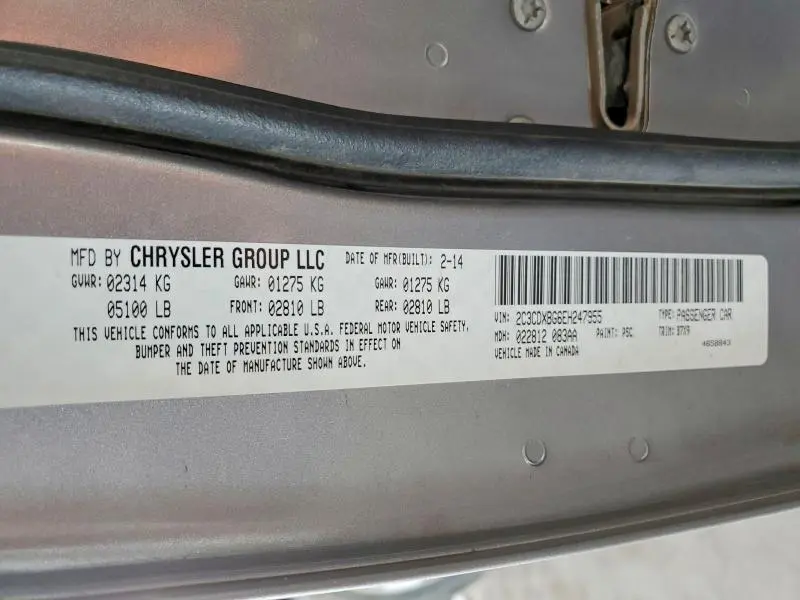 MFD BY CHRYSLER GROUP LLC DATE OF MFR(BUILT): 2-14
GVWR: 02314 KG GAWR: 01275 KG GAWR: 01275 KG
05100 LB FRONT: 02810 LB REAR: 02810 LB
THIS VEHICLE CONFORMS TO ALL APPLICABLE U.S.A. FEDERAL MOTOR VEHICLE SAFETY,
BUMPER AND THEFT PREVENTION STANDARDS IN EFFECT ON
THE DATE OF MANUFACTURE SHOWN ABOVE.
VIN: 2C3CDXBG6EH247955 TYPE: PASSENGER CAR
MDH: 022812 083AA PAINT: PSC TRIM: B7X9
VEHICLE MADE IN CANADA 4658843